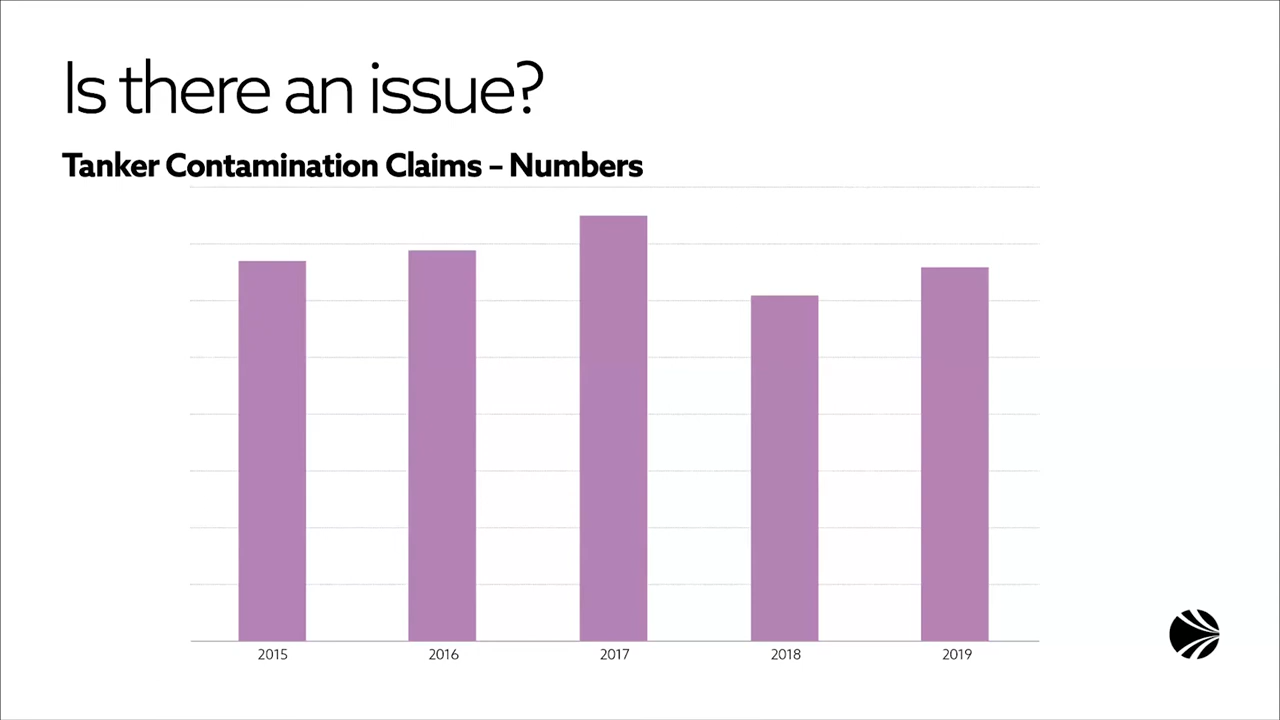 Is there an issue?
Tanker Contamination Claims – Numbers
2015 2016 2017 2018 2019